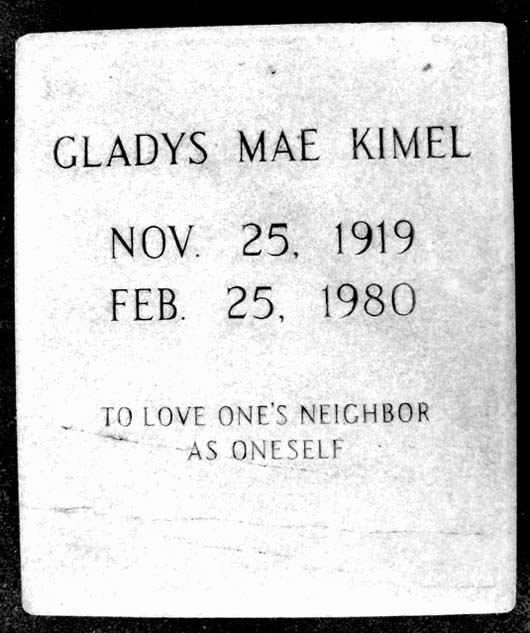 GLADYS MAE KIMEL
NOV. 25, 1919
FEB. 25, 1980
TO LOVE ONE'S NEIGHBOR
AS ONESELF